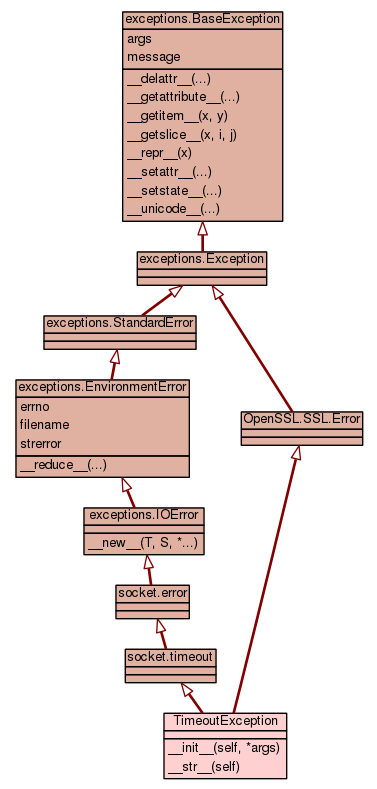 exceptions.BaseException
args
message
__delattr__(...)
__getattribute__(...)
__getitem__(x, y)
__getslice__(x, i, j)
__repr__(x)
__setattr__(...)
__setstate__(...)
__unicode__(...)
exceptions.Exception
exceptions.StandardError
exceptions.EnvironmentError
errno
filename
strerror
__reduce__(...)
OpenSSL.SSL.Error
exceptions.IOError
__new__(T, S, *...)
socket.error
socket.timeout
TimeoutException
__init__(self, *args)
__str__(self)